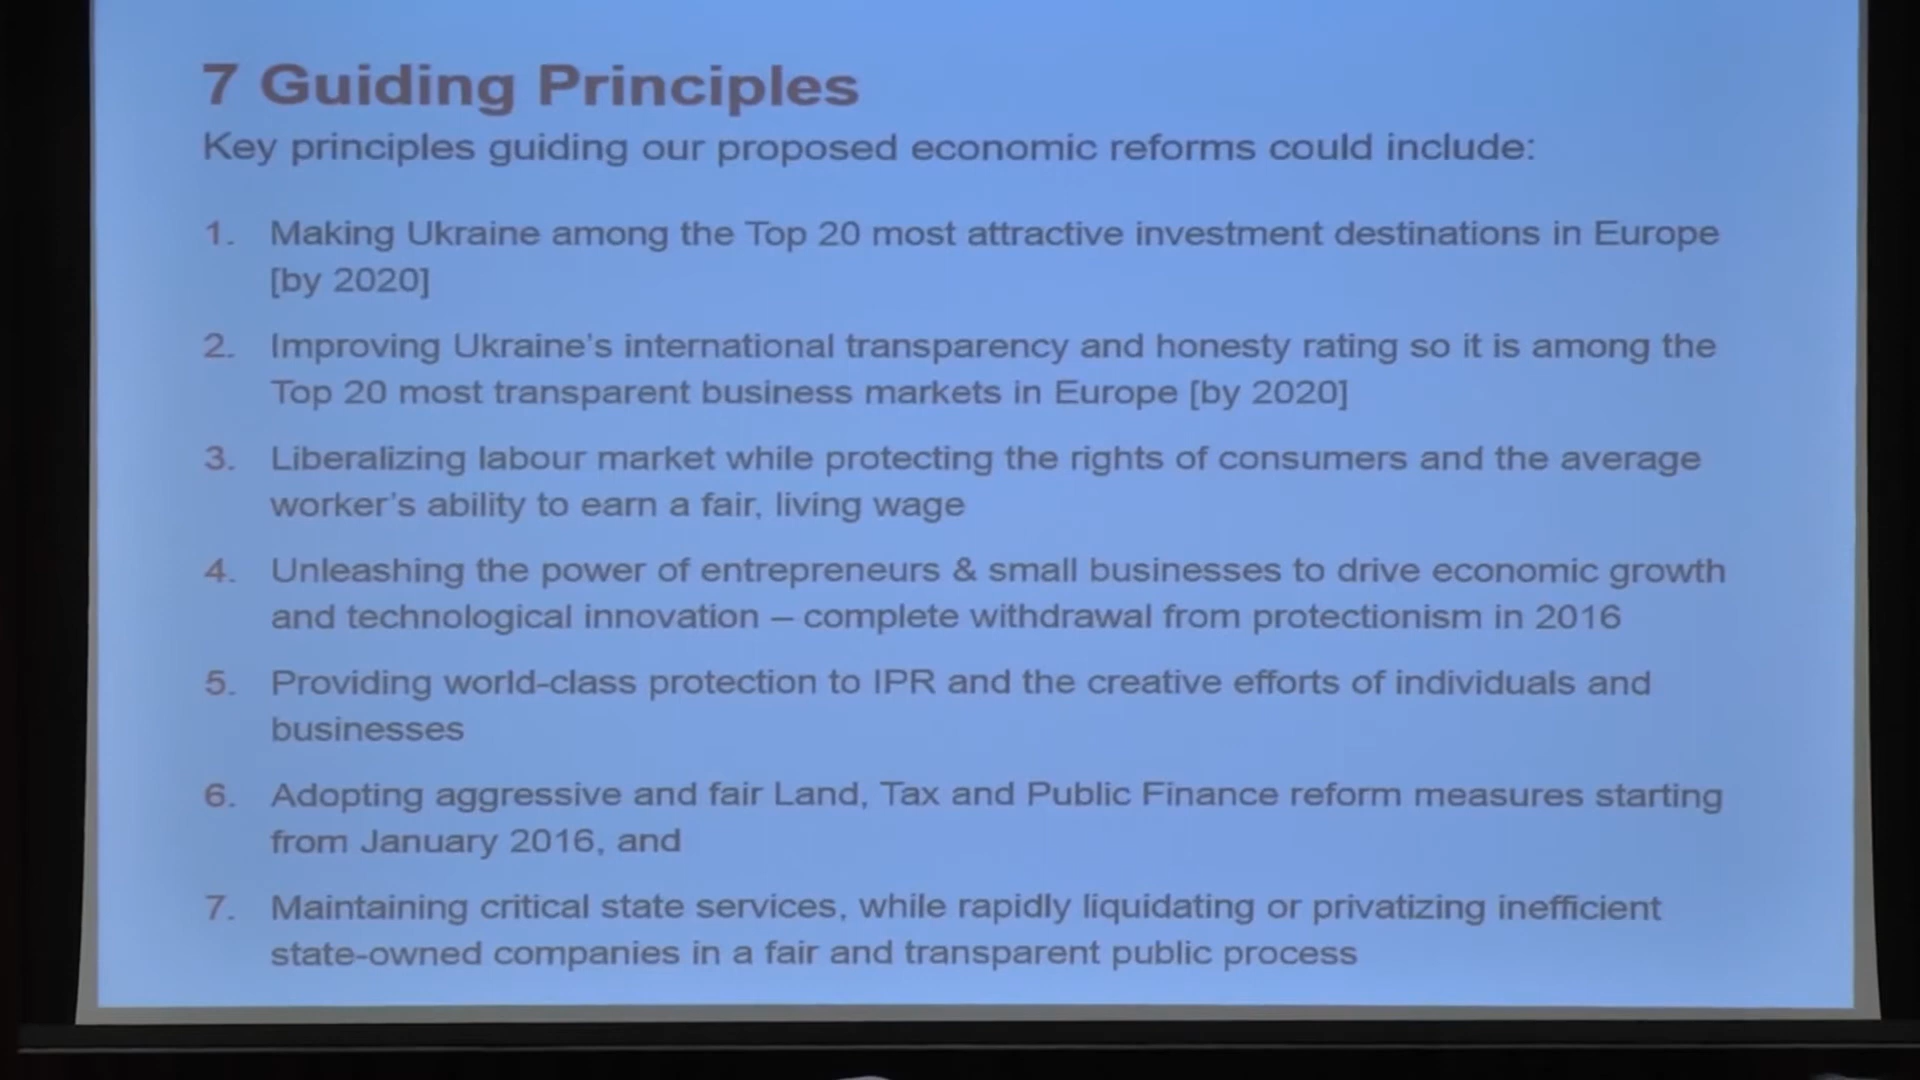 7 Guiding Principles
Key principles guiding our proposed economic reforms could include:
1. Making Ukraine among the Top 20 most attractive investment destinations in Europe
[by 2020]
2. Improving Ukraine’s international transparency and honesty rating so it is among the
Top 20 most transparent business markets in Europe [by 2020]
3. Liberalizing labour market while protecting the rights of consumers and the average
worker’s ability to earn a fair, living wage
4. Unleashing the power of entrepreneurs & small businesses to drive economic growth
and technological innovation – complete withdrawal from protectionism in 2016
5. Providing world-class protection to IPR and the creative efforts of individuals and
businesses
6. Adopting aggressive and fair Land, Tax and Public Finance reform measures starting
from January 2016, and
7. Maintaining critical state services, while rapidly liquidating or privatizing inefficient
state-owned companies in a fair and transparent public process